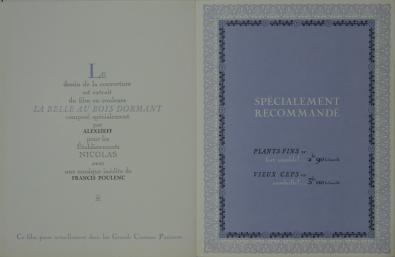 Le
dessin de la couverture
est extrait
du film en couleurs
LA BELLE AU BOIS DORMANT
composé spécialement
par
ALEXEIEFF
pour les
Établissements
NICOLAS
avec
une musique inédite de
FRANCIS POULENC
Ce film passe actuellement dans les Grands Cinémas Parisiens
SPÉCIALEMENT
RECOMMANDÉ
PLANTS FINS
VIEUX CEPS